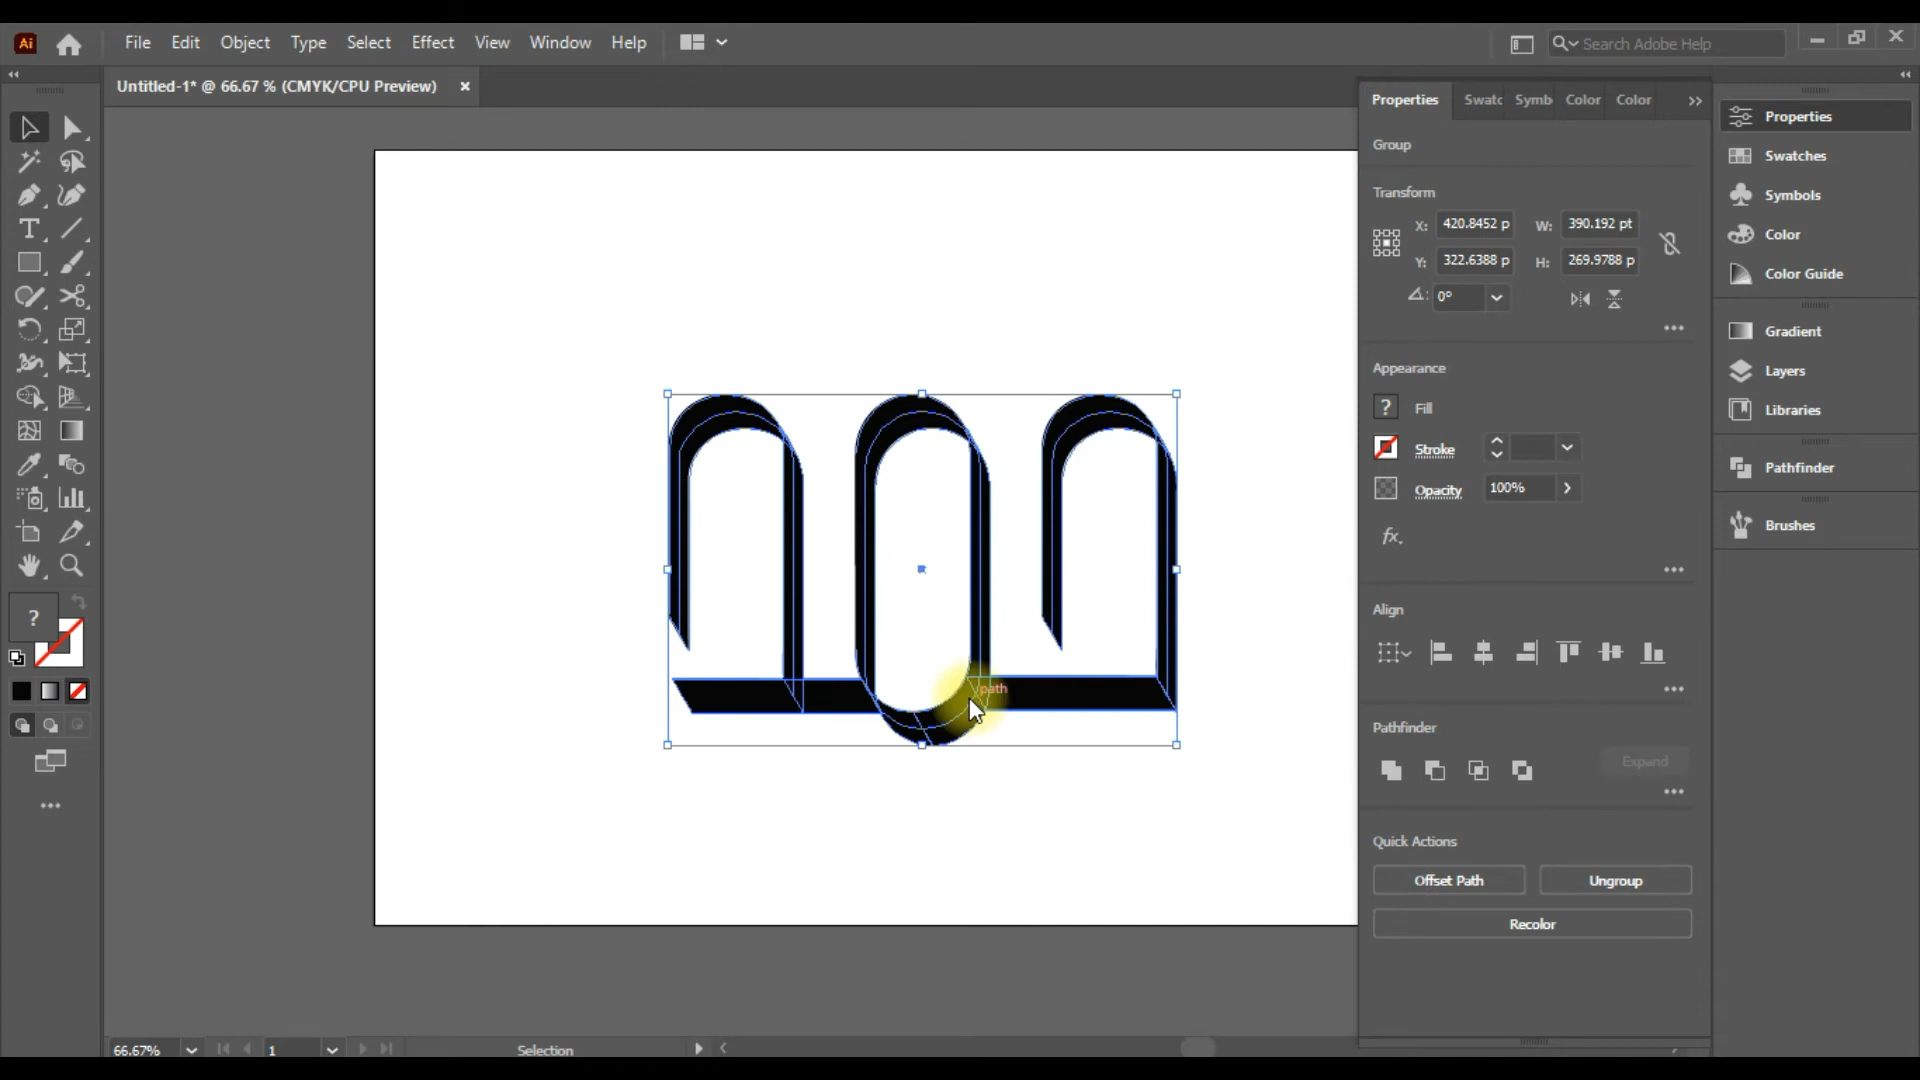 Ai
File Edit Object Type Select Effect View Window Help
Search Adobe Help
Untitled-1* @ 66.67 % (CMYK/CPU Preview) ×
Properties Swatc Symb Color Color
Properties
Group
Swatches
Transform
Symbols
X: 420.8452 p W: 390.192 pt
Color
Y: 322.6388 p H: 269.9788 p
Color Guide
0°
Gradient
Appearance
Layers
? Fill
Libraries
Stroke
Pathfinder
Opacity 100%
Brushes
fx.
Align
?
path
Pathfinder
Expand
Quick Actions
Offset Path Ungroup
Recolor
66.67% 1 Selection
T